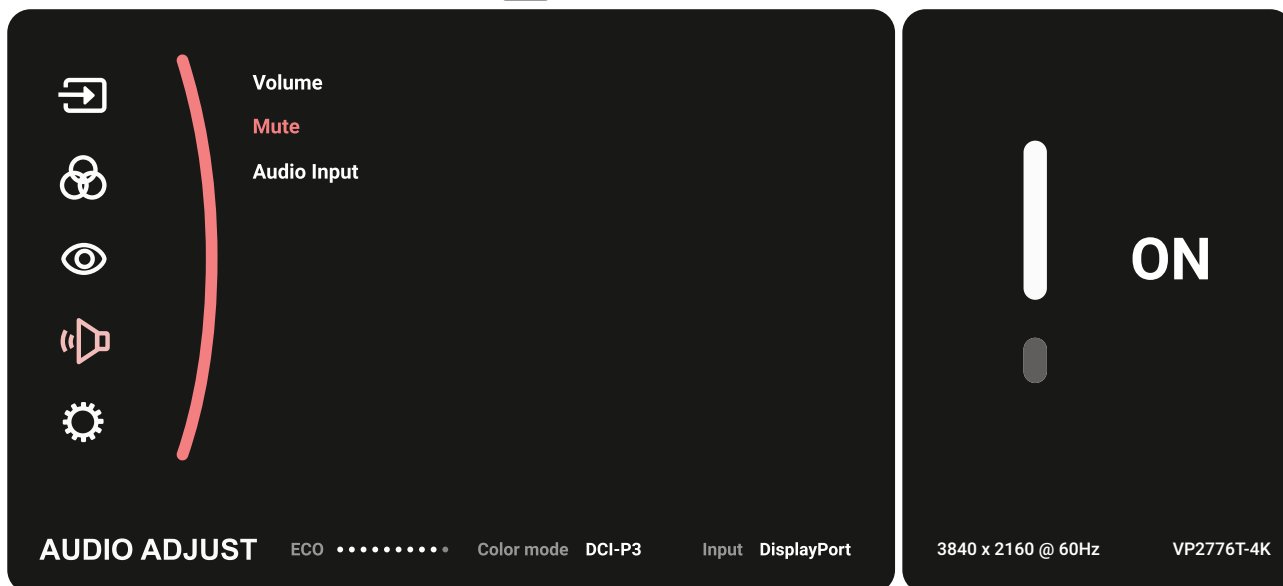 Volume
Mute
Audio Input
ON
AUDIO ADJUST ECO Color mode DCI-P3 Input DisplayPort 3840 x 2160 @ 60Hz VP2776T-4K